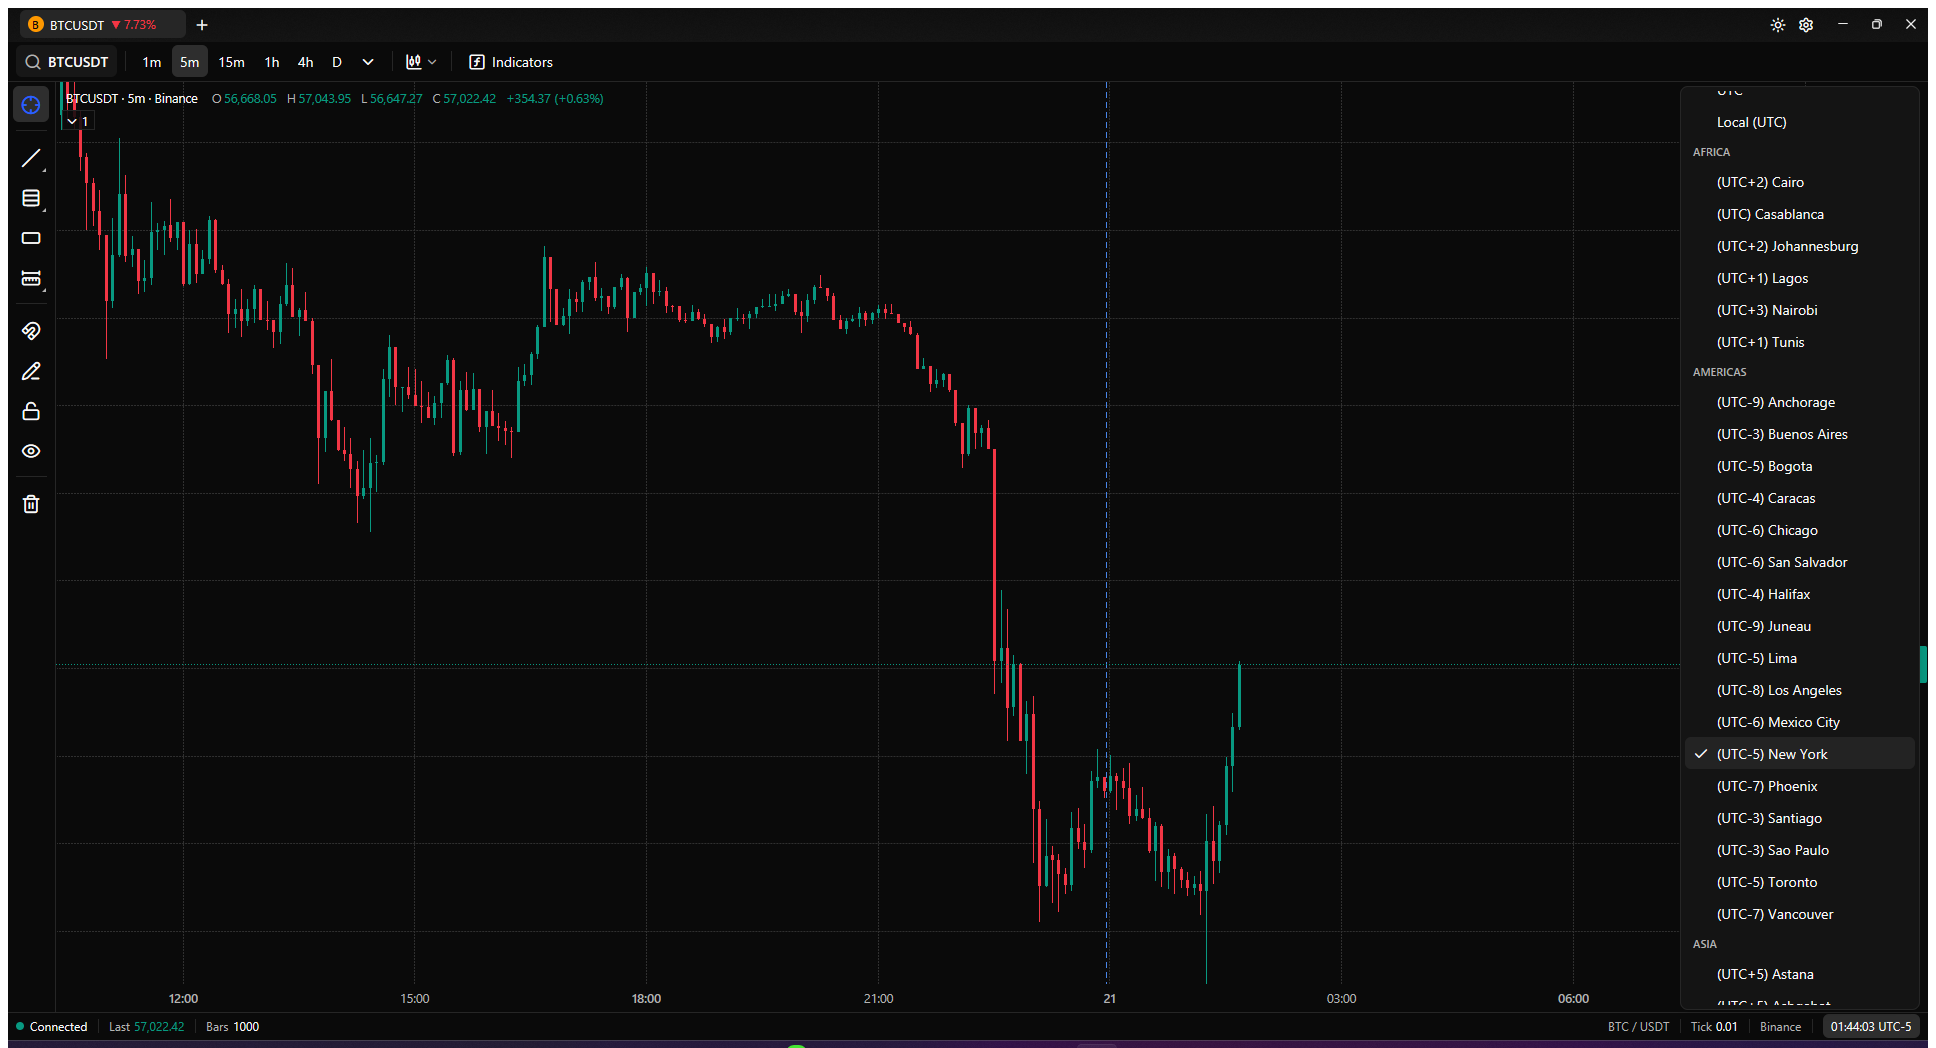 B BTCUSDT ▼ 7.73% +
BTCUSDT 1m 5m 15m 1h 4h D Indicators
BTCUSDT · 5m · Binance O 56,668.05 H 57,043.95 L 56,647.27 C 57,022.42 +354.37 (+0.63%)
1
UTC
Local (UTC)
AFRICA
(UTC+2) Cairo
(UTC) Casablanca
(UTC+2) Johannesburg
(UTC+1) Lagos
(UTC+3) Nairobi
(UTC+1) Tunis
AMERICAS
(UTC-9) Anchorage
(UTC-3) Buenos Aires
(UTC-5) Bogota
(UTC-4) Caracas
(UTC-6) Chicago
(UTC-6) San Salvador
(UTC-4) Halifax
(UTC-9) Juneau
(UTC-5) Lima
(UTC-8) Los Angeles
(UTC-6) Mexico City
(UTC-5) New York
(UTC-7) Phoenix
(UTC-3) Santiago
(UTC-3) Sao Paulo
(UTC-5) Toronto
(UTC-7) Vancouver
ASIA
(UTC+5) Astana
(UTC+5) Ashgabat
12:00 15:00 18:00 21:00 21 03:00 06:00
Connected Last 57,022.42 Bars 1000 BTC / USDT Tick 0.01 Binance 01:44:03 UTC-5